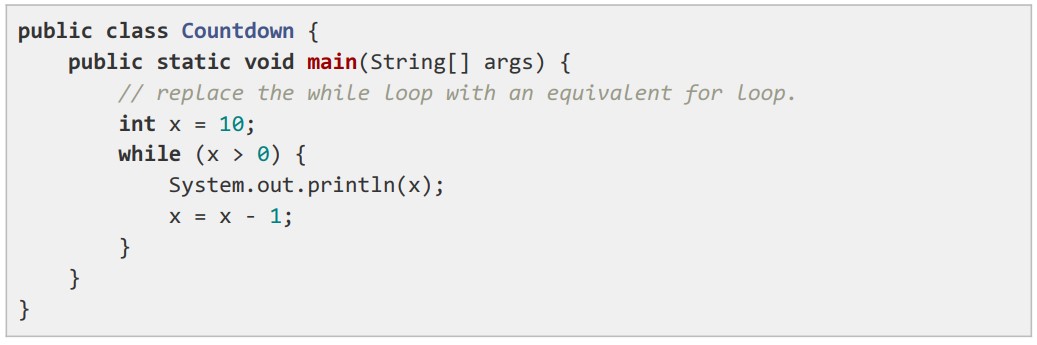 public class Countdown {
    public static void main(String[] args) {
        // replace the while loop with an equivalent for loop.
        int x = 10;
        while (x > 0) {
            System.out.println(x);
            x = x - 1;
        }
    }
}